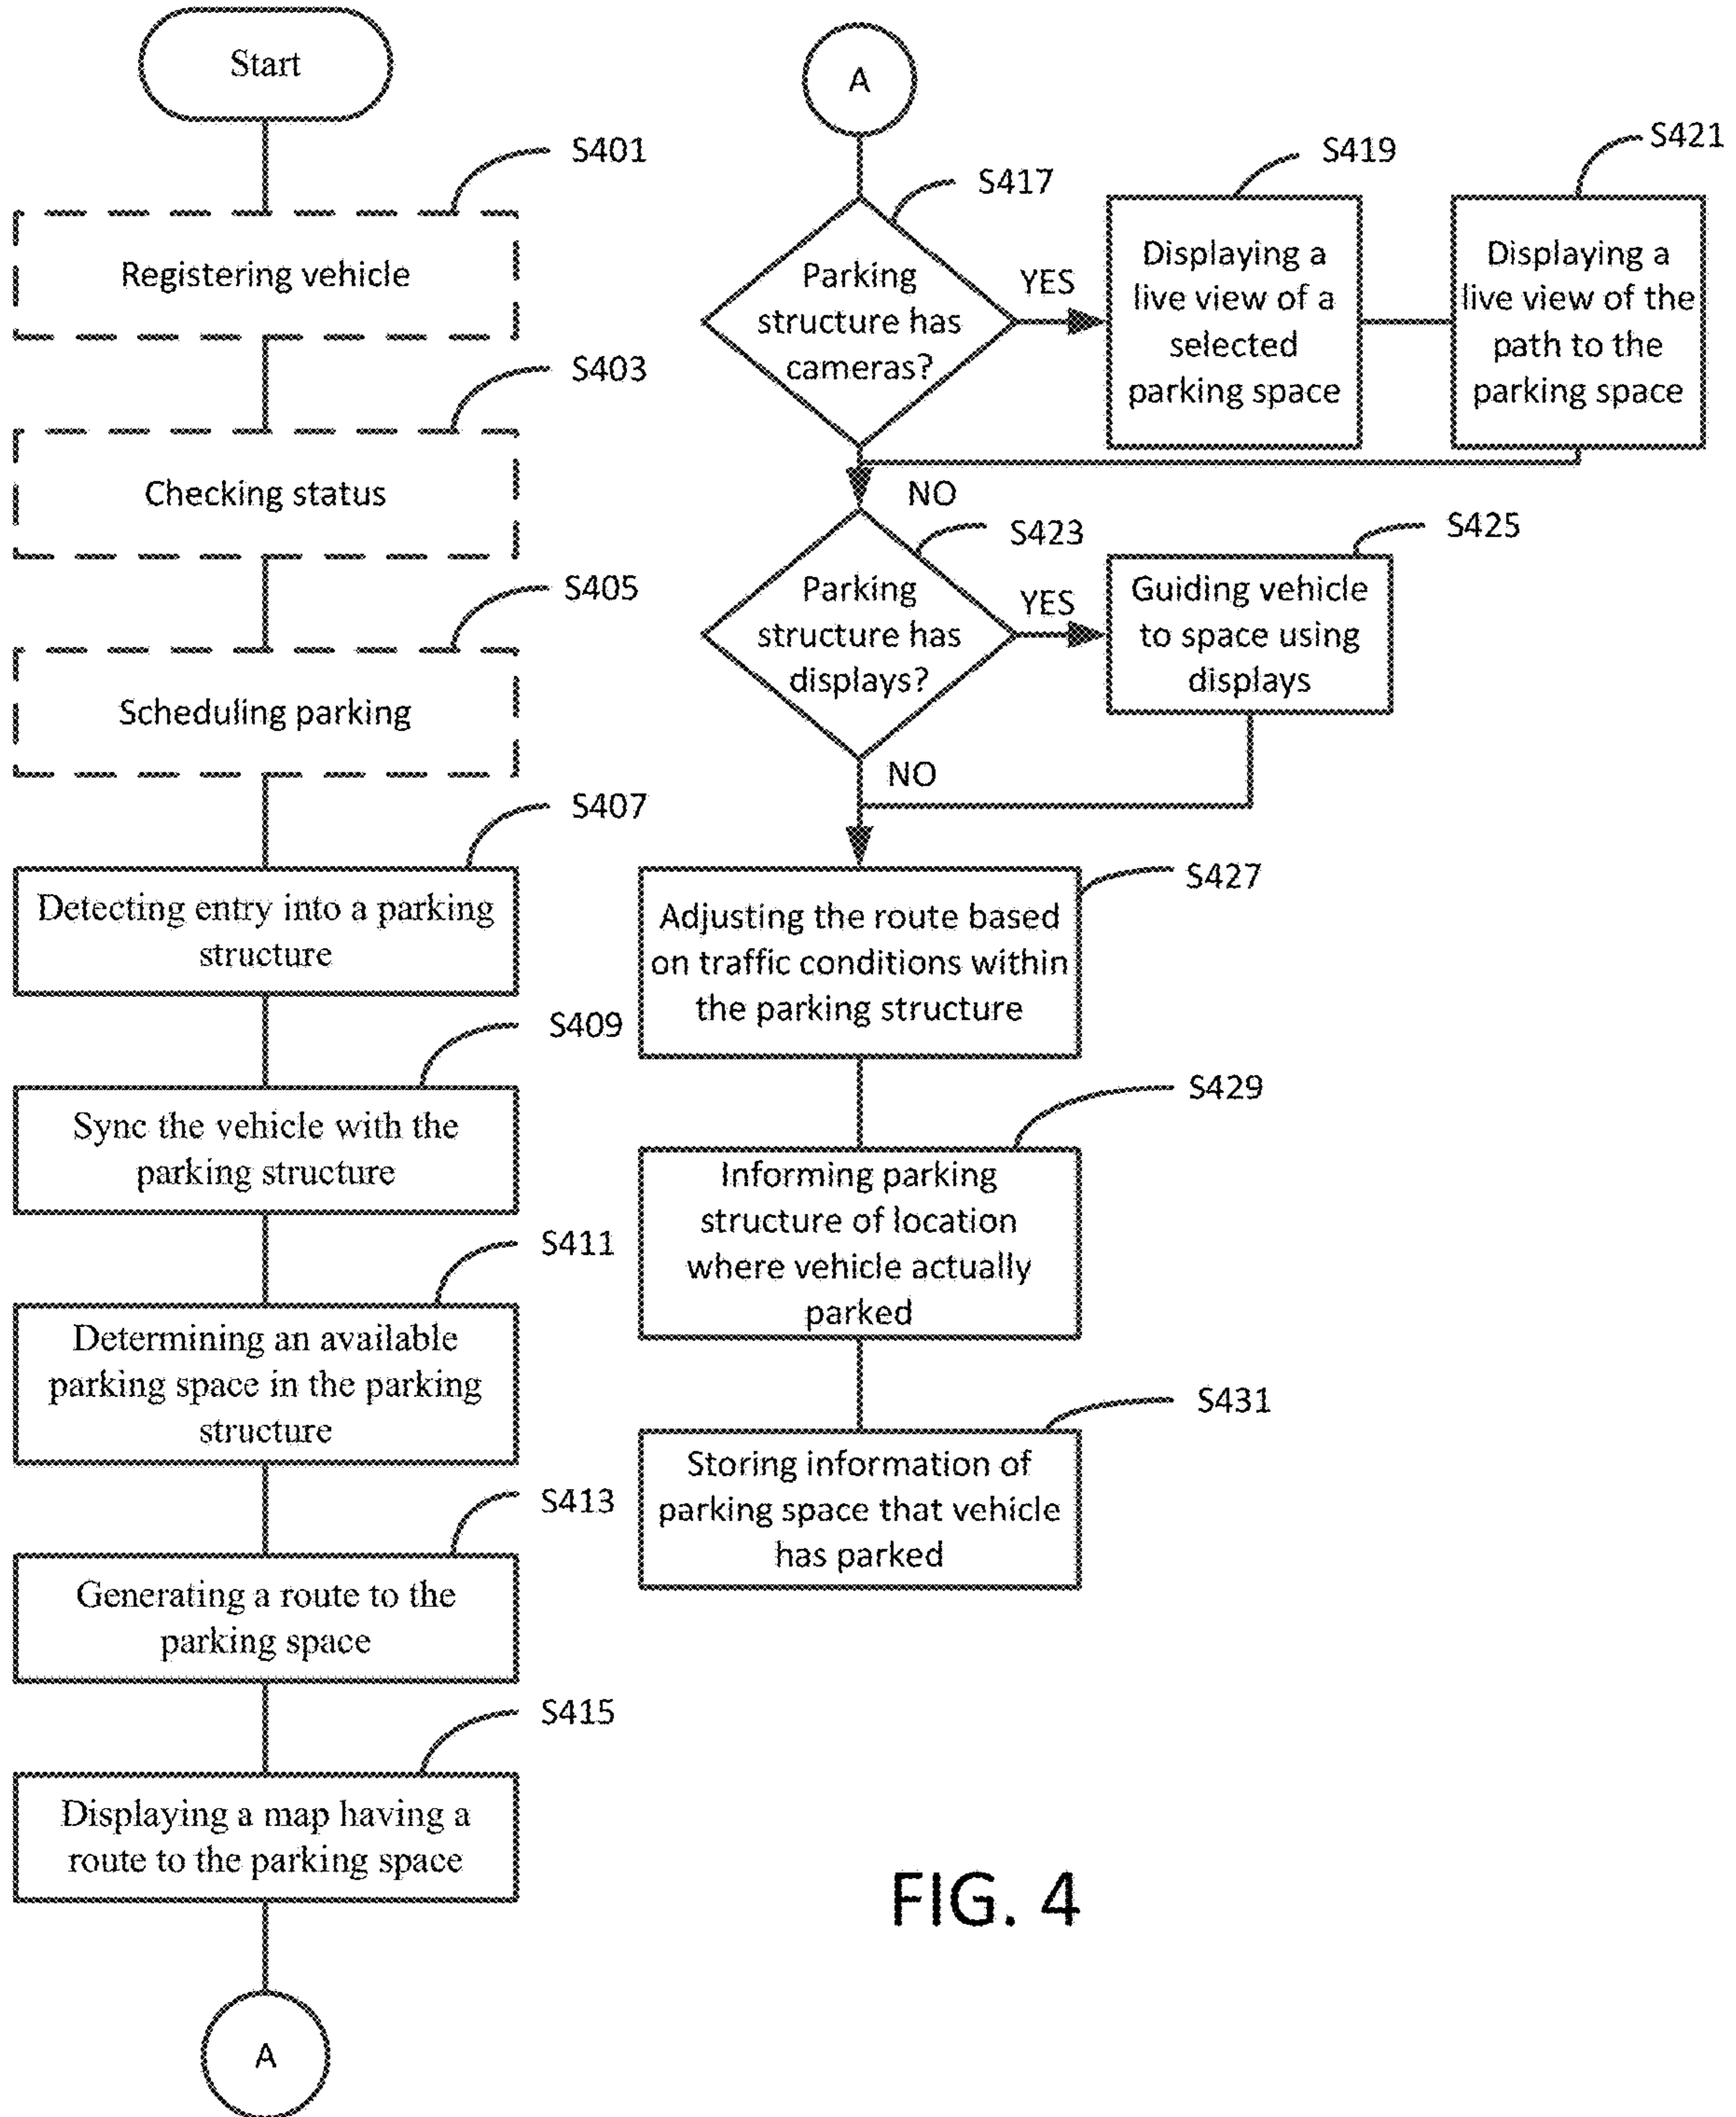 Start
S401
Registering vehicle
S403
Checking status
S405
Scheduling parking
S407
Detecting entry into a parking
structure
S409
Sync the vehicle with the
parking structure
S411
Determining an available
parking space in the parking
structure
S413
Generating a route to the
parking space
S415
Displaying a map having a
route to the parking space
A
A
S417
Parking
structure has
cameras?
YES
NO
S419
Displaying a
live view of a
selected
parking space
S421
Displaying a
live view of the
path to the
parking space
S423
Parking
structure has
displays?
YES
NO
S425
Guiding vehicle
to space using
displays
S427
Adjusting the route based
on traffic conditions within
the parking structure
S429
Informing parking
structure of location
where vehicle actually
parked
S431
Storing information of
parking space that vehicle
has parked
FIG. 4